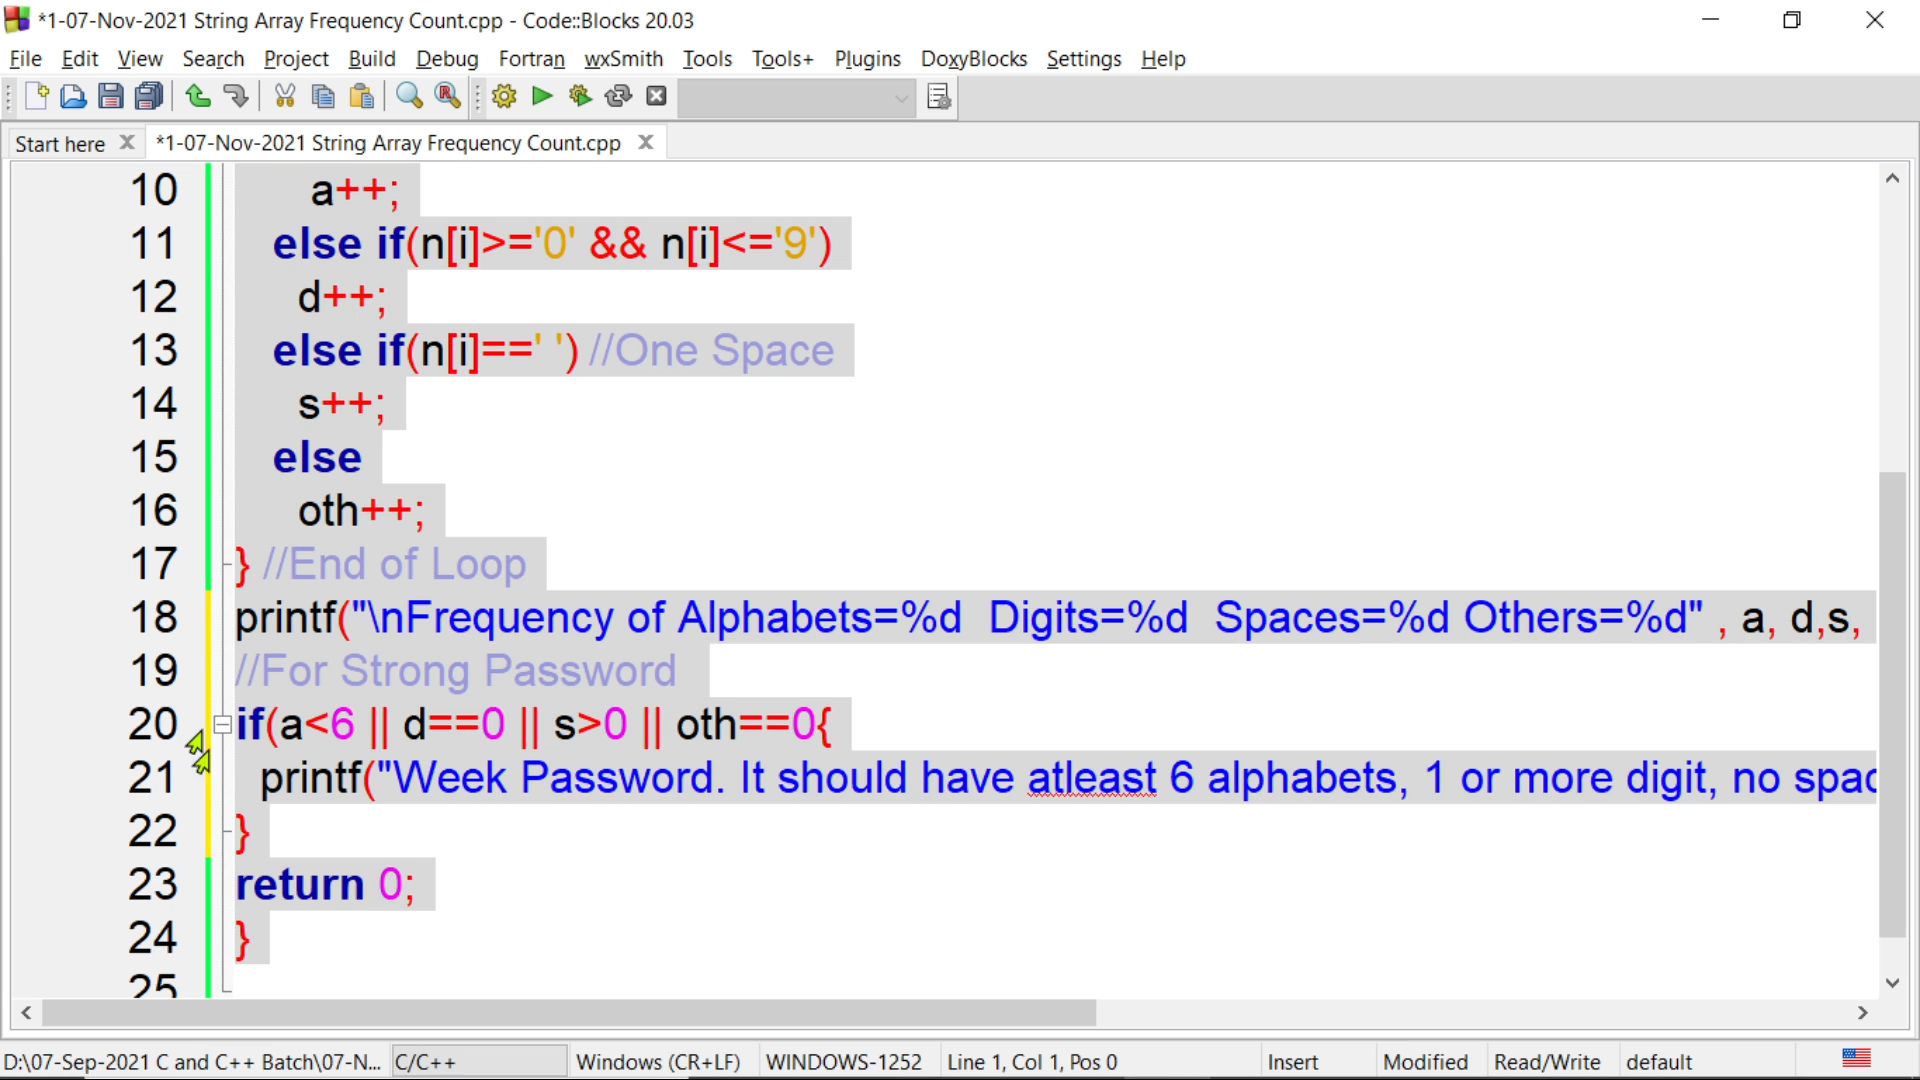 *1-07-Nov-2021 String Array Frequency Count.cpp - Code::Blocks 20.03
File Edit View Search Project Build Debug Fortran wxSmith Tools Tools+ Plugins DoxyBlocks Settings Help
Start here *1-07-Nov-2021 String Array Frequency Count.cpp
10 a++;
11 else if(n[i]>='0' && n[i]<='9')
12 d++;
13 else if(n[i]==' ') //One Space
14 s++;
15 else
16 oth++;
17 } //End of Loop
18 printf("\nFrequency of Alphabets=%d  Digits=%d  Spaces=%d Others=%d" , a, d,s,
19 //For Strong Password
20 if(a<6 || d==0 || s>0 || oth==0{
21 printf("Week Password. It should have atleast 6 alphabets, 1 or more digit, no spac
22 }
23 return 0;
24 }
25
D:\07-Sep-2021 C and C++ Batch\07-N... C/C++ Windows (CR+LF) WINDOWS-1252 Line 1, Col 1, Pos 0 Insert Modified Read/Write default